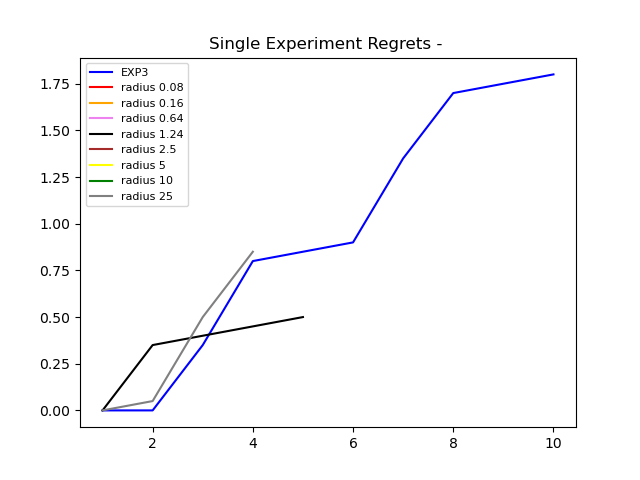 Single Experiment Regrets -
EXP3
radius 0.08
radius 0.16
radius 0.64
radius 1.24
radius 2.5
radius 5
radius 10
radius 25
1.75
1.50
1.25
1.00
0.75
0.50
0.25
0.00
2 4 6 8 10